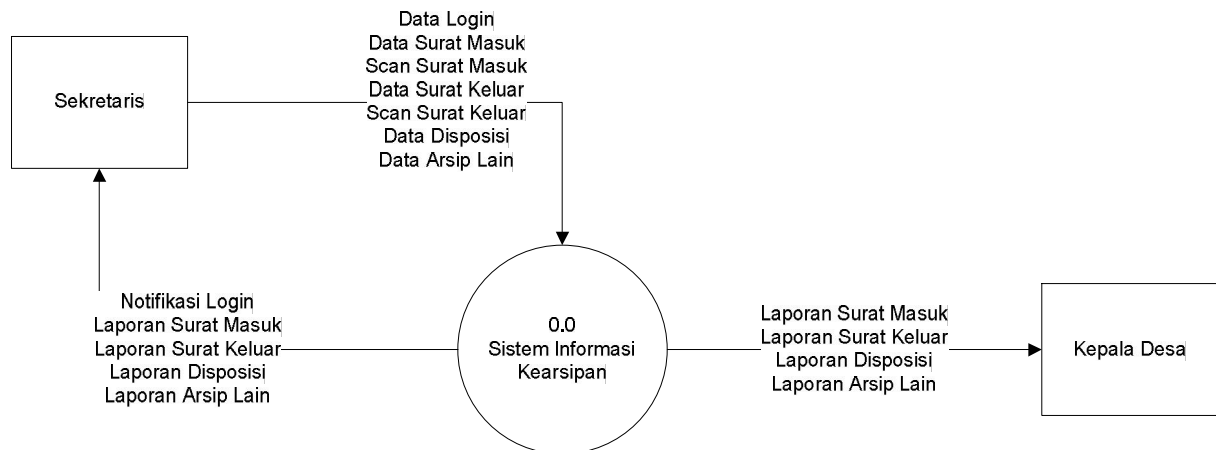 Data Login
Data Surat Masuk
Scan Surat Masuk
Data Surat Keluar
Scan Surat Keluar
Data Disposisi
Data Arsip Lain
Sekretaris
Notifikasi Login
Laporan Surat Masuk
Laporan Surat Keluar
Laporan Disposisi
Laporan Arsip Lain
0.0
Sistem Informasi
Kearsipan
Laporan Surat Masuk
Laporan Surat Keluar
Laporan Disposisi
Laporan Arsip Lain
Kepala Desa